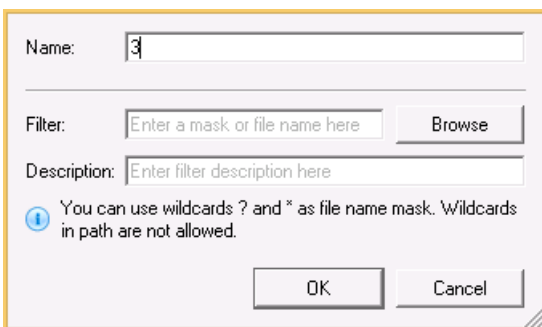 Name: 3
Filter: Enter a mask or file name here Browse
Description: Enter filter description here
You can use wildcards ? and * as file name mask. Wildcards
in path are not allowed.
OK Cancel